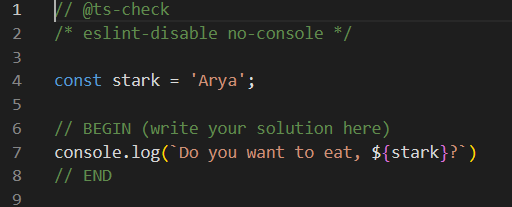 1 // @ts-check
2 /* eslint-disable no-console */
3
4 const stark = 'Arya';
5
6 // BEGIN (write your solution here)
7 console.log(`Do you want to eat, ${stark}?`)
8 // END
9